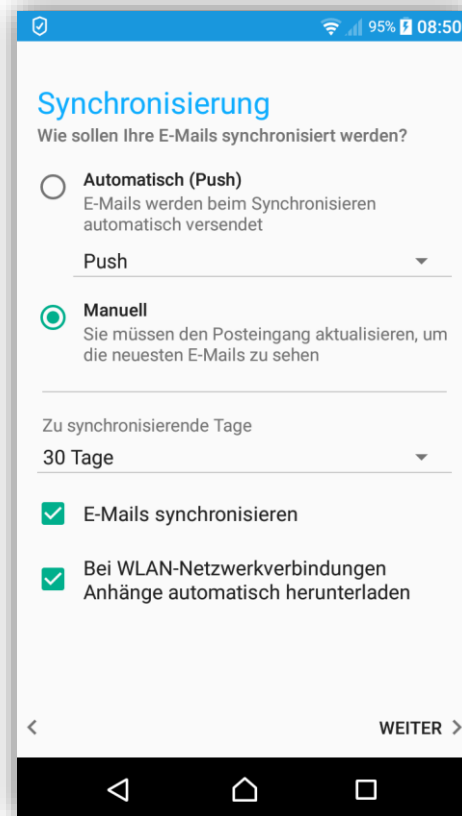 95% 08:50
Synchronisierung
Wie sollen Ihre E-Mails synchronisiert werden?
Automatisch (Push)
E-Mails werden beim Synchronisieren
automatisch versendet
Push
Manuell
Sie müssen den Posteingang aktualisieren, um
die neuesten E-Mails zu sehen
Zu synchronisierende Tage
30 Tage
E-Mails synchronisieren
Bei WLAN-Netzwerkverbindungen
Anhänge automatisch herunterladen
WEITER